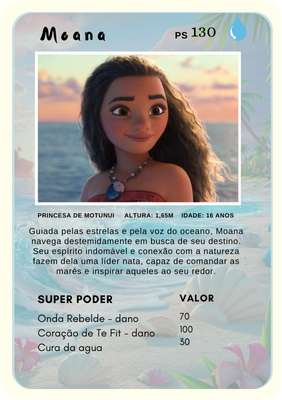 Moana PS 130
PRINCESA DE MOTUNUI ALTURA: 1,65M IDADE: 16 ANOS
Guiada pelas estrelas e pela voz do oceano, Moana
navega destemidamente em busca de seu destino.
Seu espírito indomável e conexão com a natureza
fazem dela uma líder nata, capaz de comandar as
marés e inspirar aqueles ao seu redor.
SUPER PODER VALOR
Onda Rebelde - dano 70
Coração de Te Fit - dano 100
Cura da agua 30